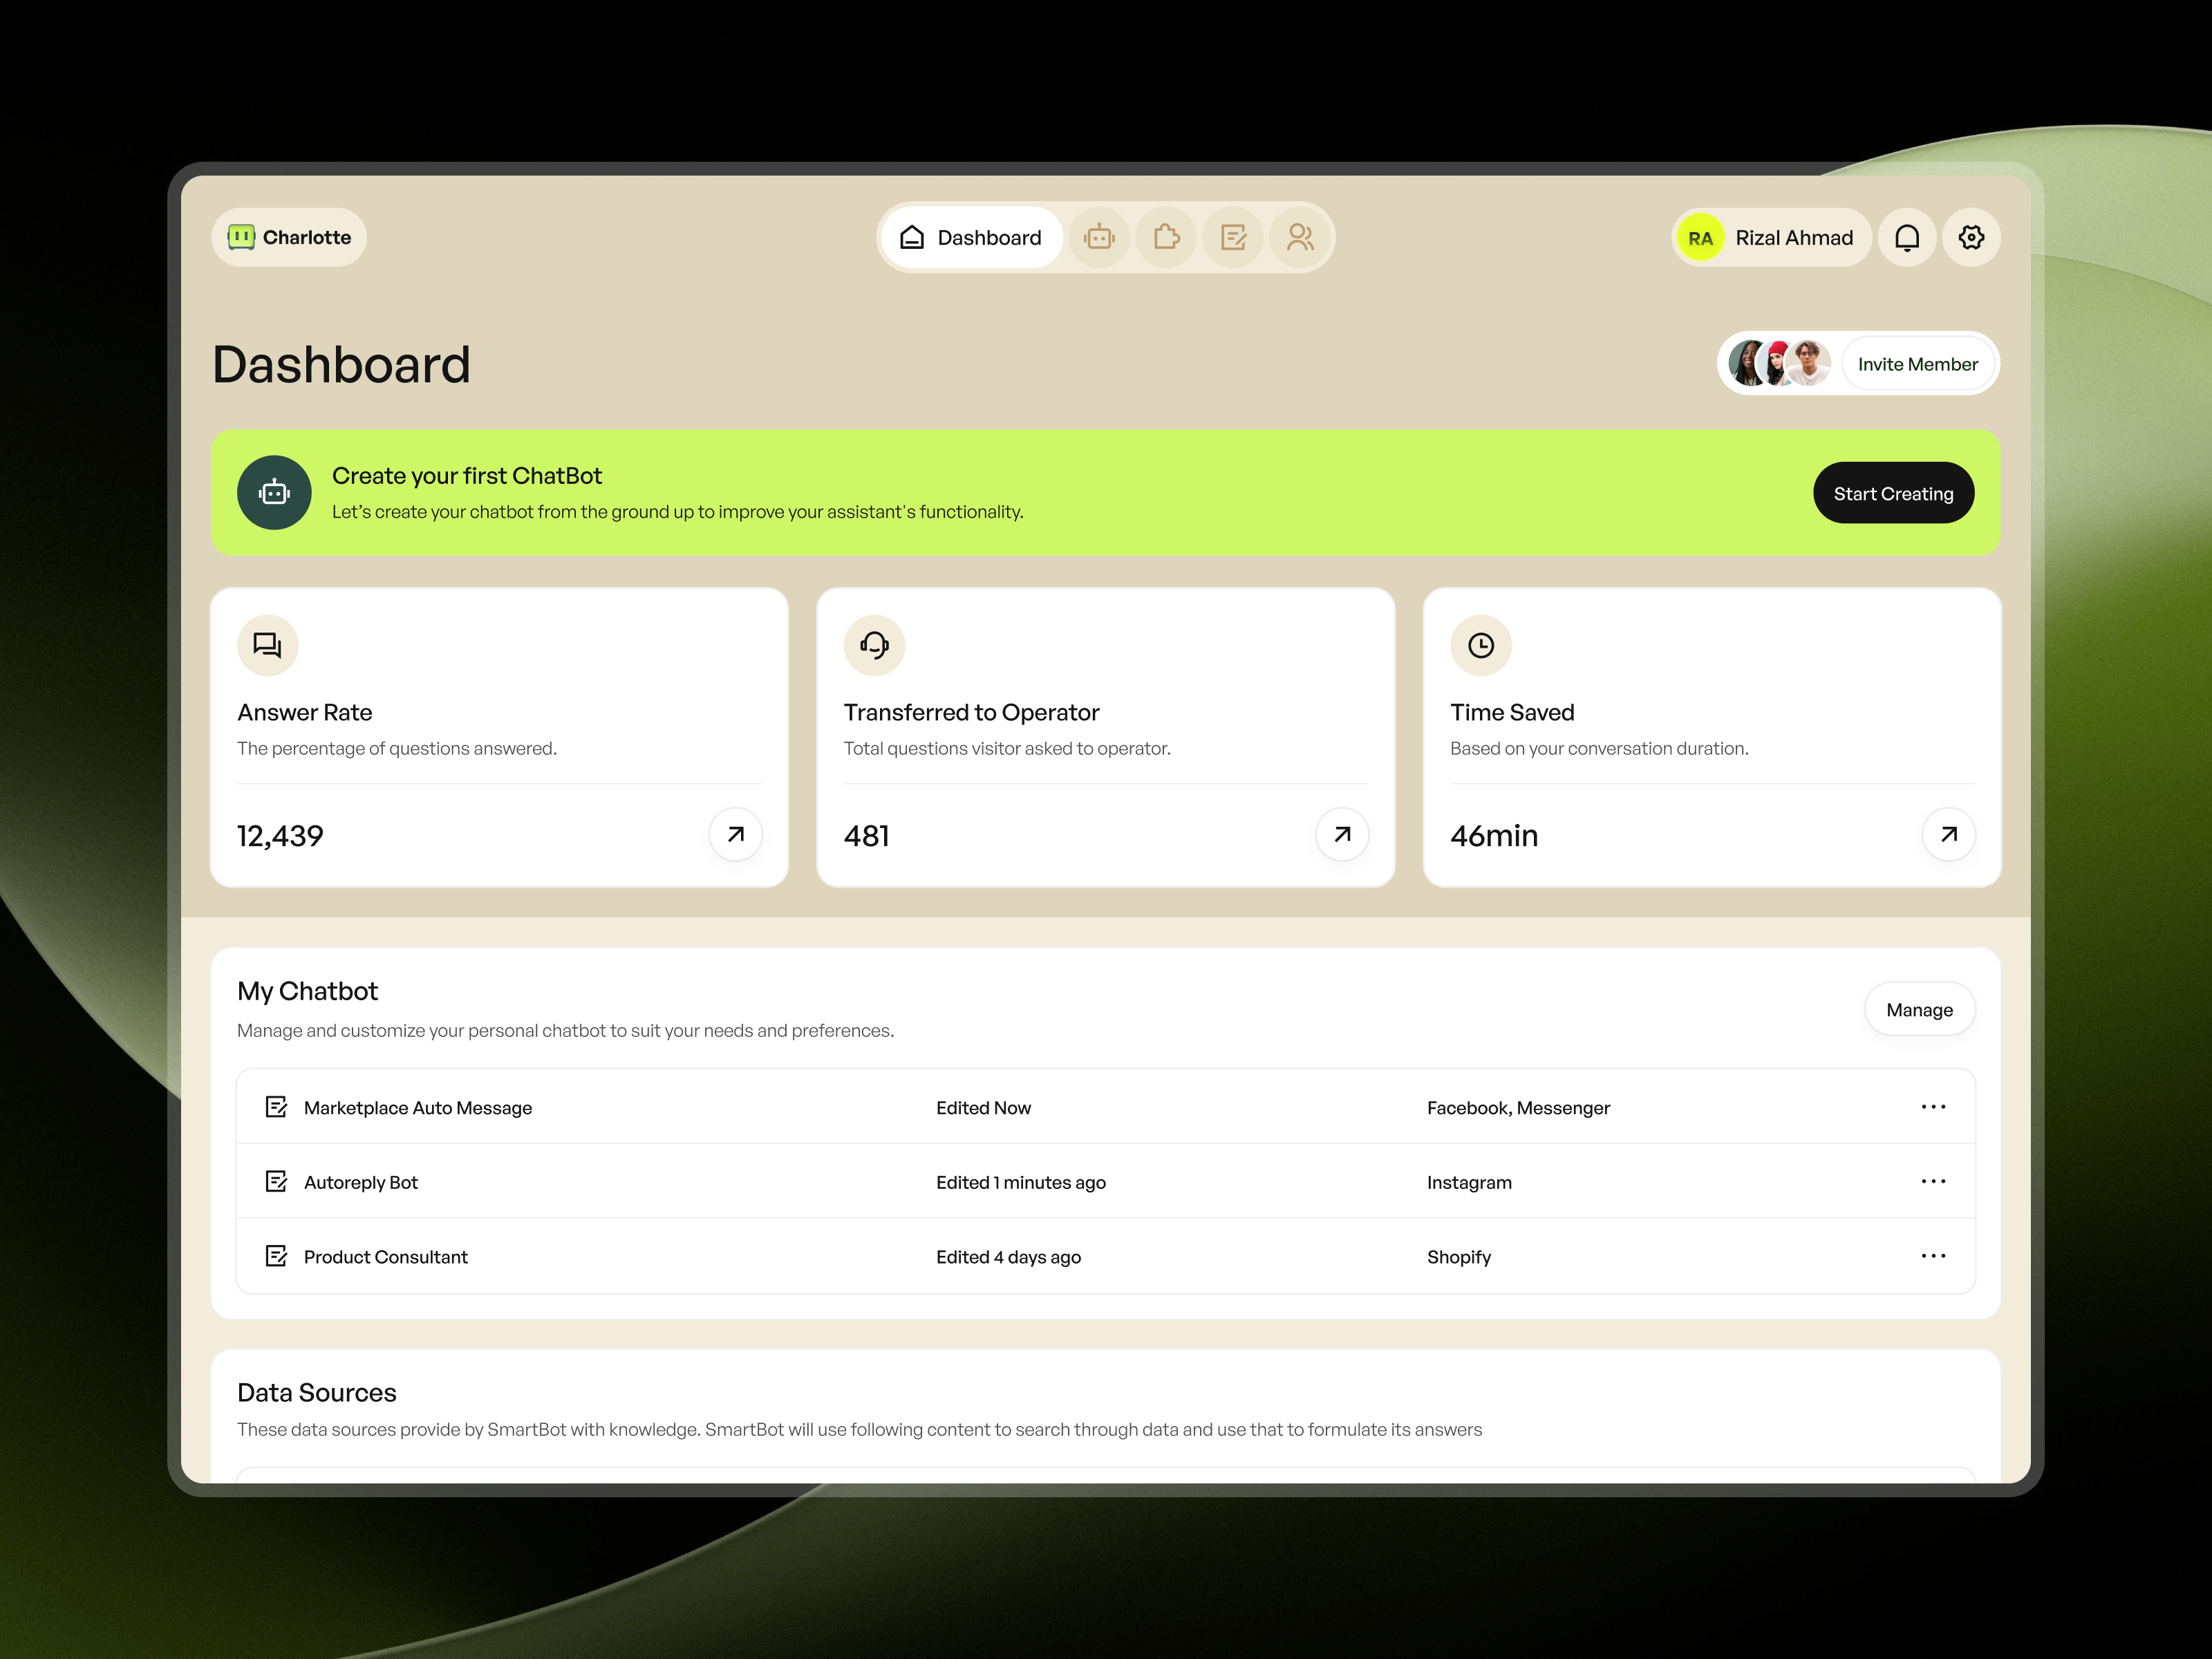 Charlotte
Dashboard
RA
Rizal Ahmad
Dashboard
Invite Member
Create your first ChatBot
Let’s create your chatbot from the ground up to improve your assistant's functionality.
Start Creating
Answer Rate
The percentage of questions answered.
12,439
Transferred to Operator
Total questions visitor asked to operator.
481
Time Saved
Based on your conversation duration.
46min
My Chatbot
Manage and customize your personal chatbot to suit your needs and preferences.
Manage
Marketplace Auto Message
Edited Now
Facebook, Messenger
Autoreply Bot
Edited 1 minutes ago
Instagram
Product Consultant
Edited 4 days ago
Shopify
Data Sources
These data sources provide by SmartBot with knowledge. SmartBot will use following content to search through data and use that to formulate its answers